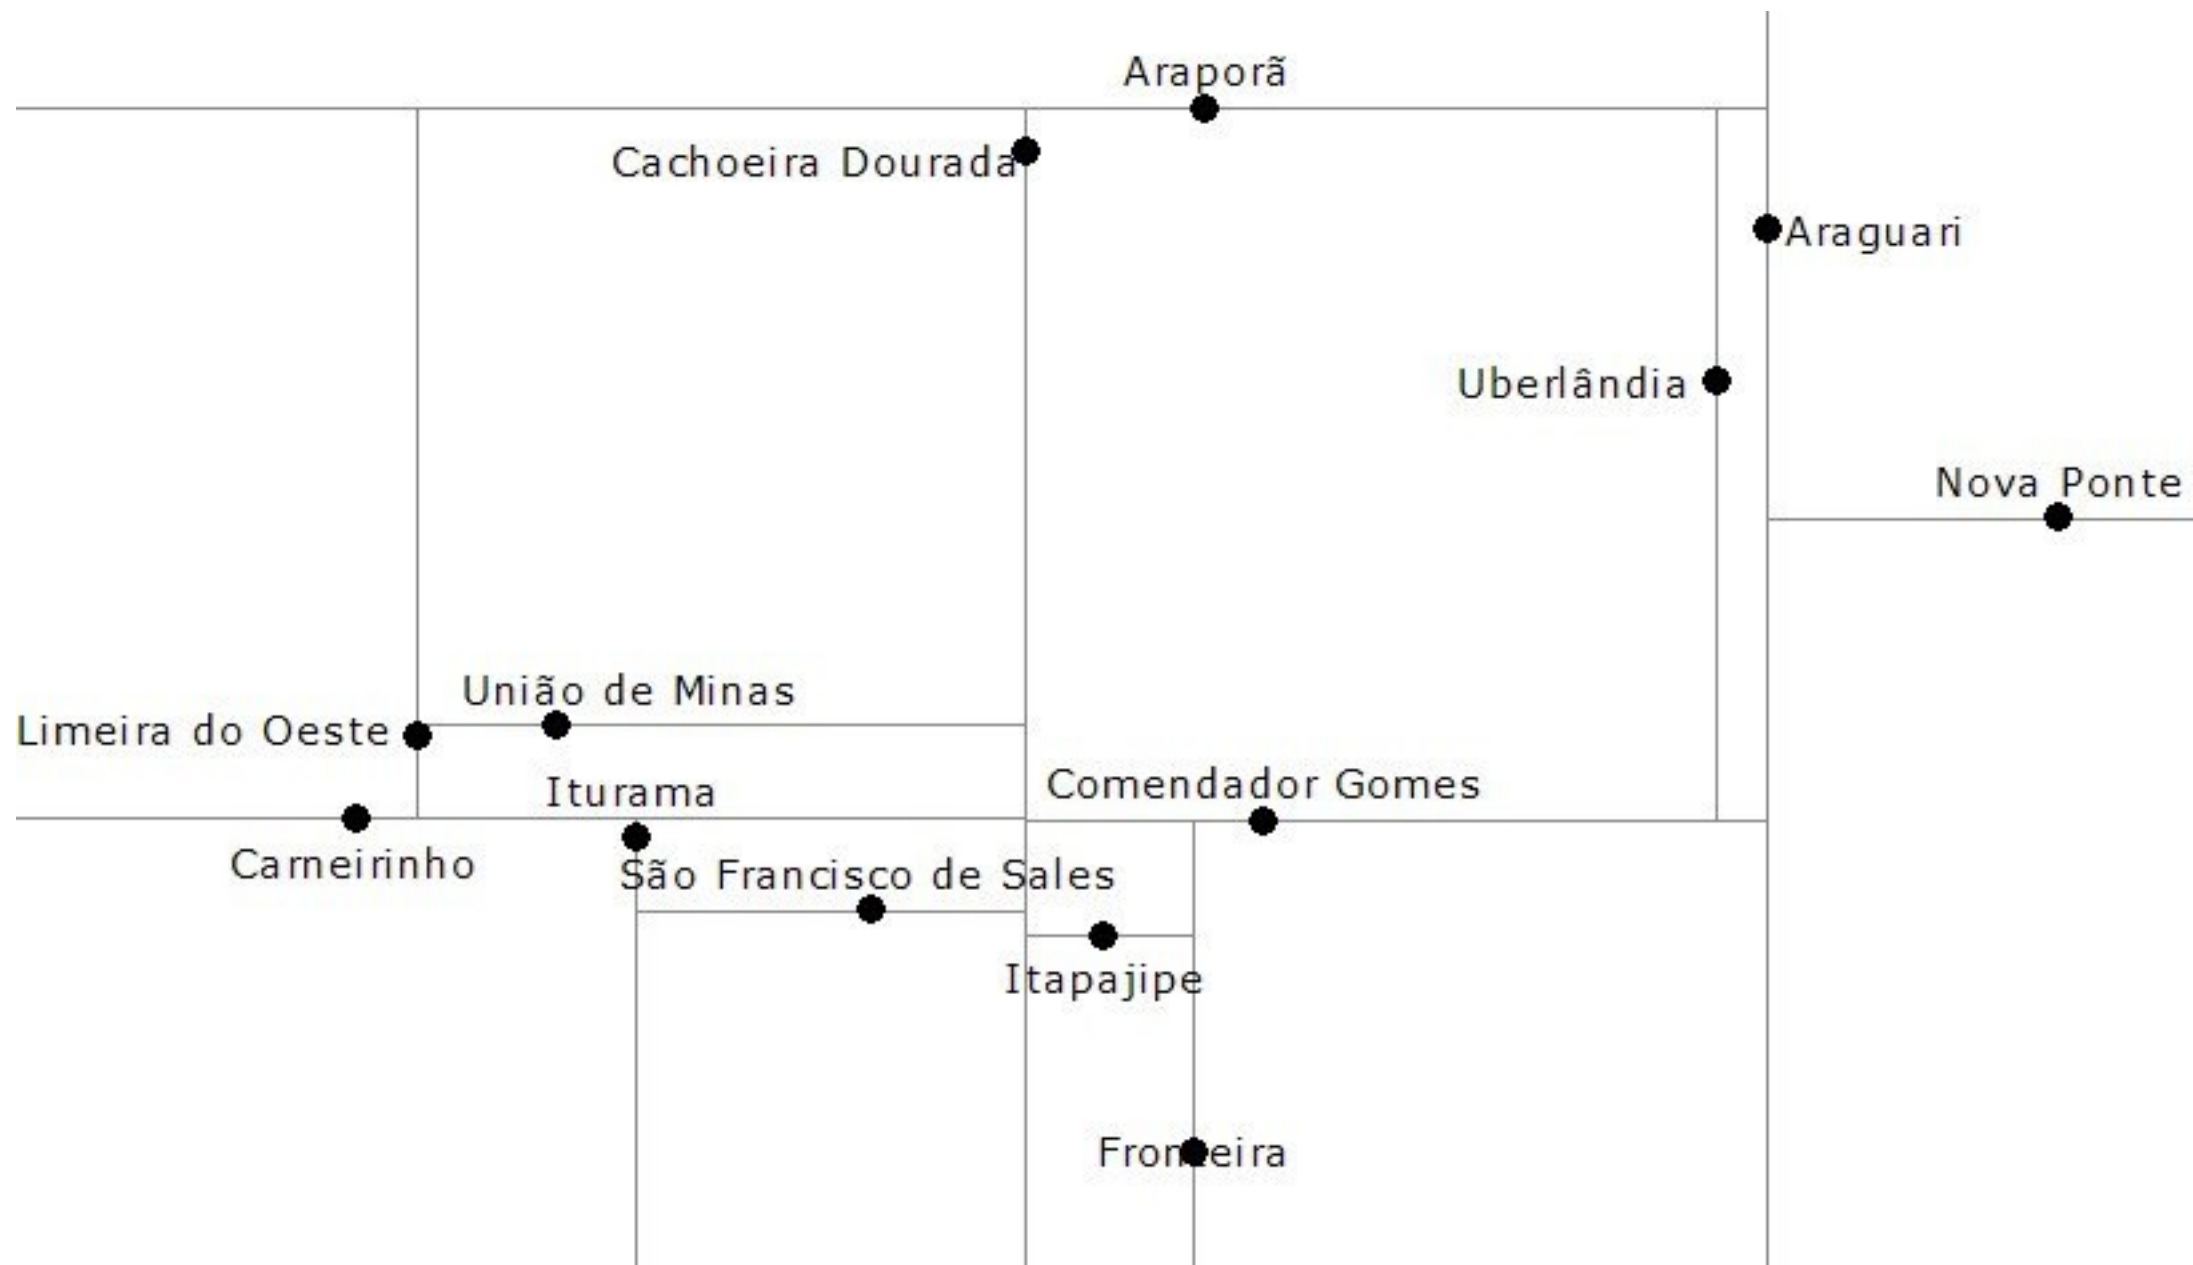 Araporã
Cachoeira Dourada
Araguari
Uberlândia
Nova Ponte
União de Minas
Limeira do Oeste
Iturama
Comendador Gomes
Carneirinho
São Francisco de Sales
Itapajipe
Fronteira